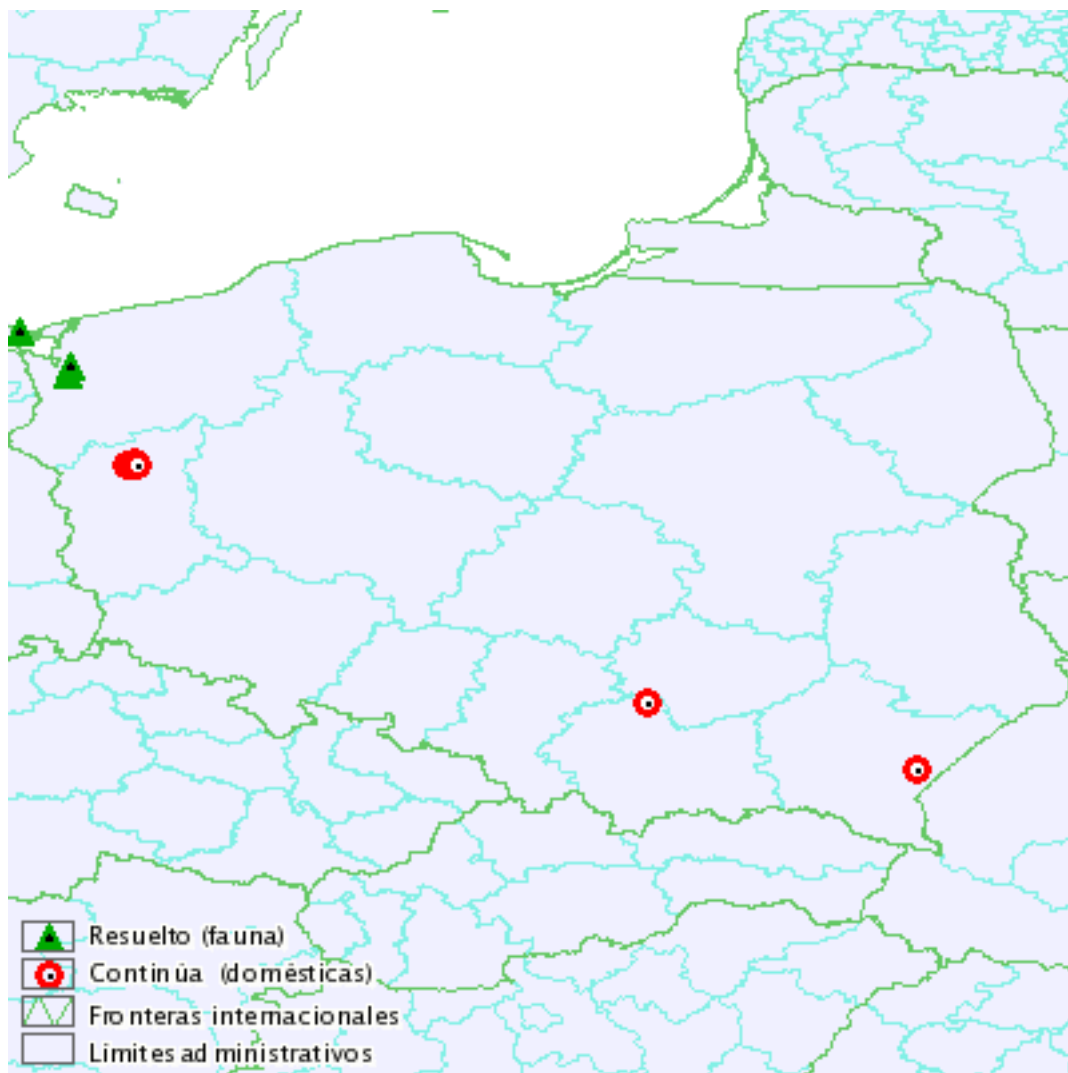 Resuelto (fauna)
Continúa (domésticas)
Fronteras internacionales
Límites administrativos